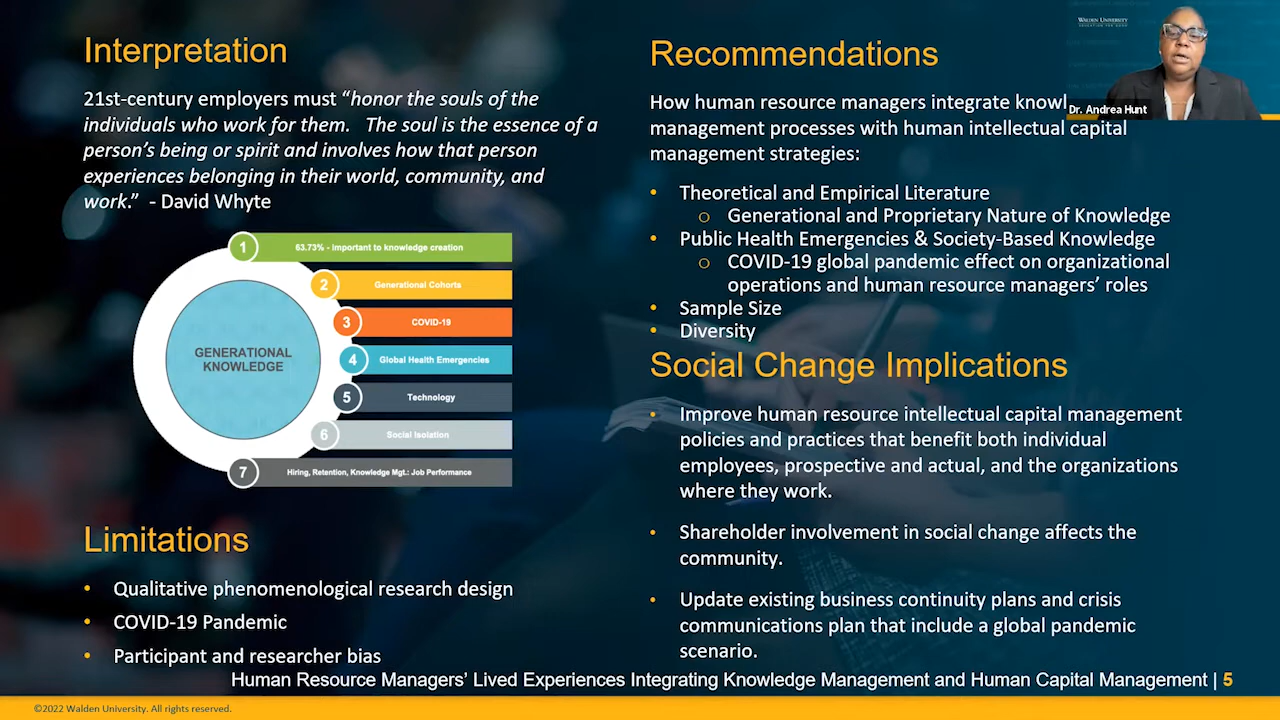 Interpretation
21st-century employers must “honor the souls of the
individuals who work for them. The soul is the essence of a
person’s being or spirit and involves how that person
experiences belonging in their world, community, and
work.” - David Whyte
1 63.73% - Important to knowledge creation
2 Generational Cohorts
3 COVID-19
4 Global Health Emergencies
5 Technology
6 Social Isolation
7 Hiring, Retention, Knowledge Mgt.: Job Performance
GENERATIONAL
KNOWLEDGE
Limitations
• Qualitative phenomenological research design
• COVID-19 Pandemic
• Participant and researcher bias
Recommendations
How human resource managers integrate knowl
management processes with human intellectual capital
management strategies:
• Theoretical and Empirical Literature
o Generational and Proprietary Nature of Knowledge
• Public Health Emergencies & Society-Based Knowledge
o COVID-19 global pandemic effect on organizational
operations and human resource managers’ roles
• Sample Size
• Diversity
Social Change Implications
• Improve human resource intellectual capital management
policies and practices that benefit both individual
employees, prospective and actual, and the organizations
where they work.
• Shareholder involvement in social change affects the
community.
• Update existing business continuity plans and crisis
communications plan that include a global pandemic
scenario.
WALDEN UNIVERSITY
Dr. Andrea Hunt
Human Resource Managers’ Lived Experiences Integrating Knowledge Management and Human Capital Management | 5
©2022 Walden University. All rights reserved.